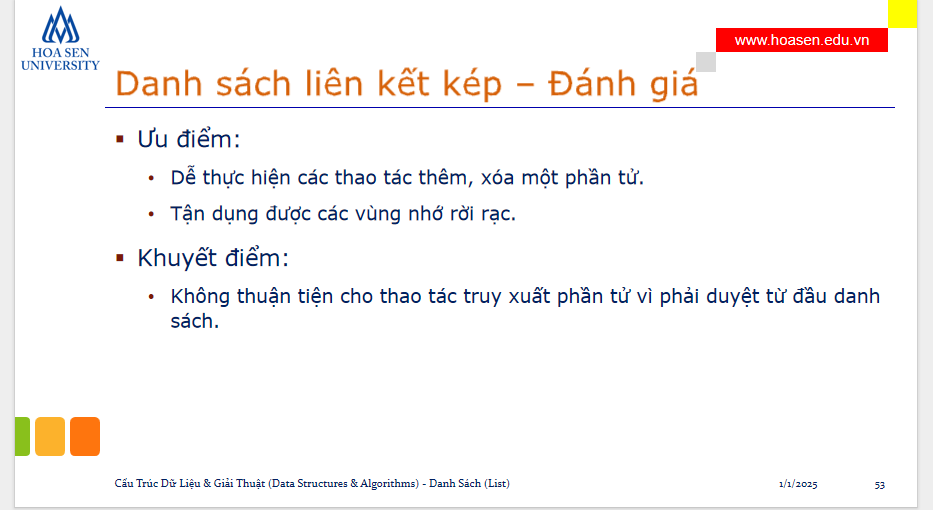 HOA SEN
UNIVERSITY
www.hoasen.edu.vn
Danh sách liên kết kép – Đánh giá
▪ Ưu điểm:
• Dễ thực hiện các thao tác thêm, xóa một phần tử.
• Tận dụng được các vùng nhớ rời rạc.
▪ Khuyết điểm:
• Không thuận tiện cho thao tác truy xuất phần tử vì phải duyệt từ đầu danh
sách.
Cấu Trúc Dữ Liệu & Giải Thuật (Data Structures & Algorithms) - Danh Sách (List)
1/1/2025
53